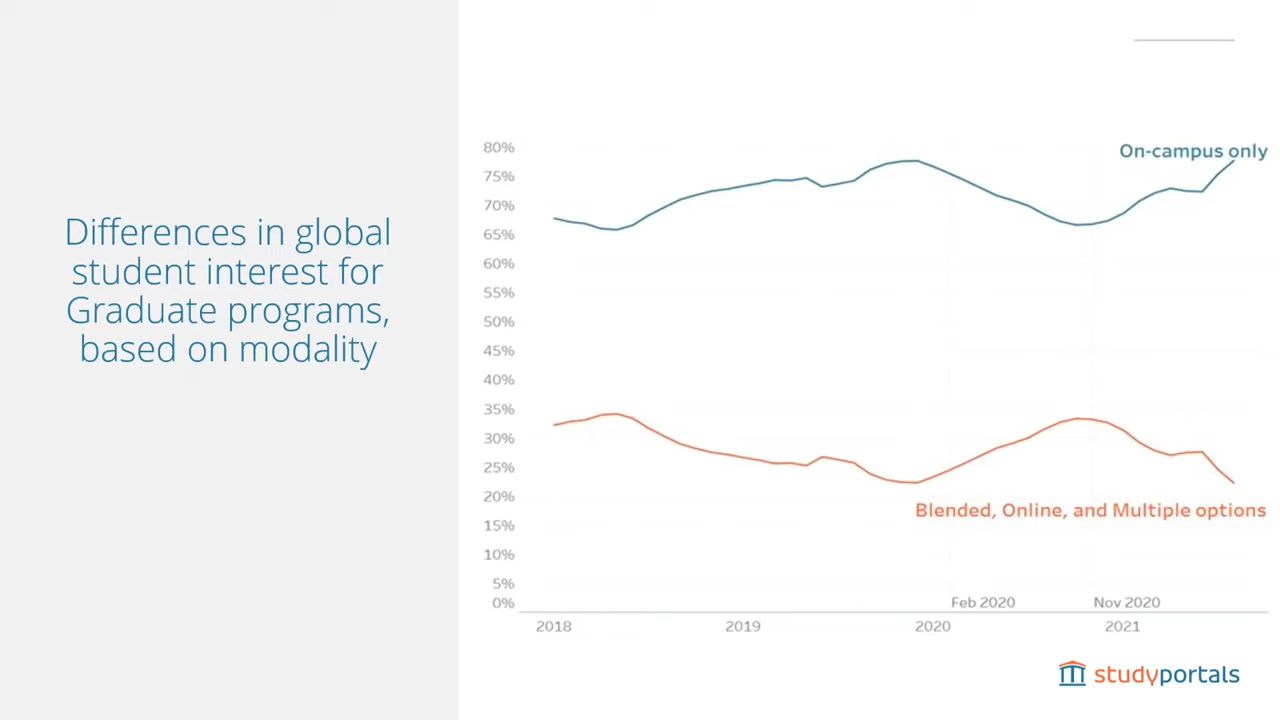 Differences in global
student interest for
Graduate programs,
based on modality
80%
75%
70%
65%
60%
55%
50%
45%
40%
35%
30%
25%
20%
15%
10%
5%
0%
On-campus only
Blended, Online, and Multiple options
Feb 2020
Nov 2020
2018
2019
2020
2021
studyportals